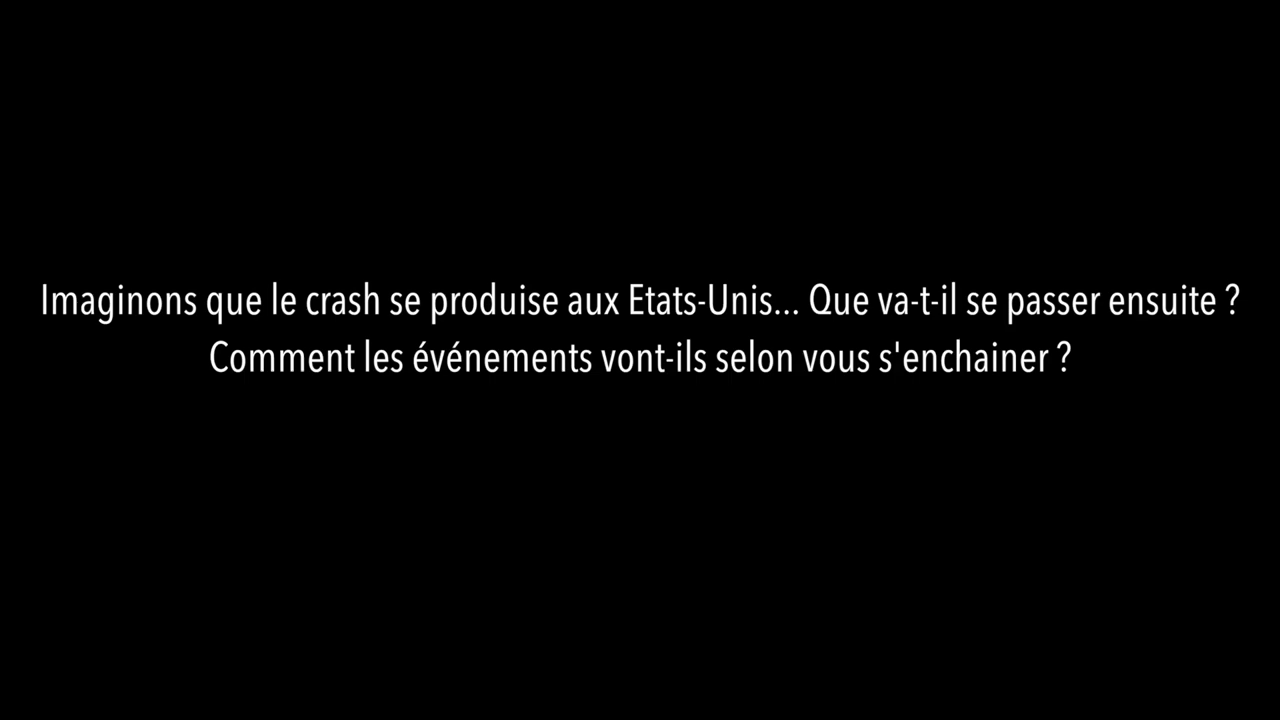 Imaginons que le crash se produise aux Etats-Unis... Que va-t-il se passer ensuite ?
Comment les événements vont-ils selon vous s'enchainer ?